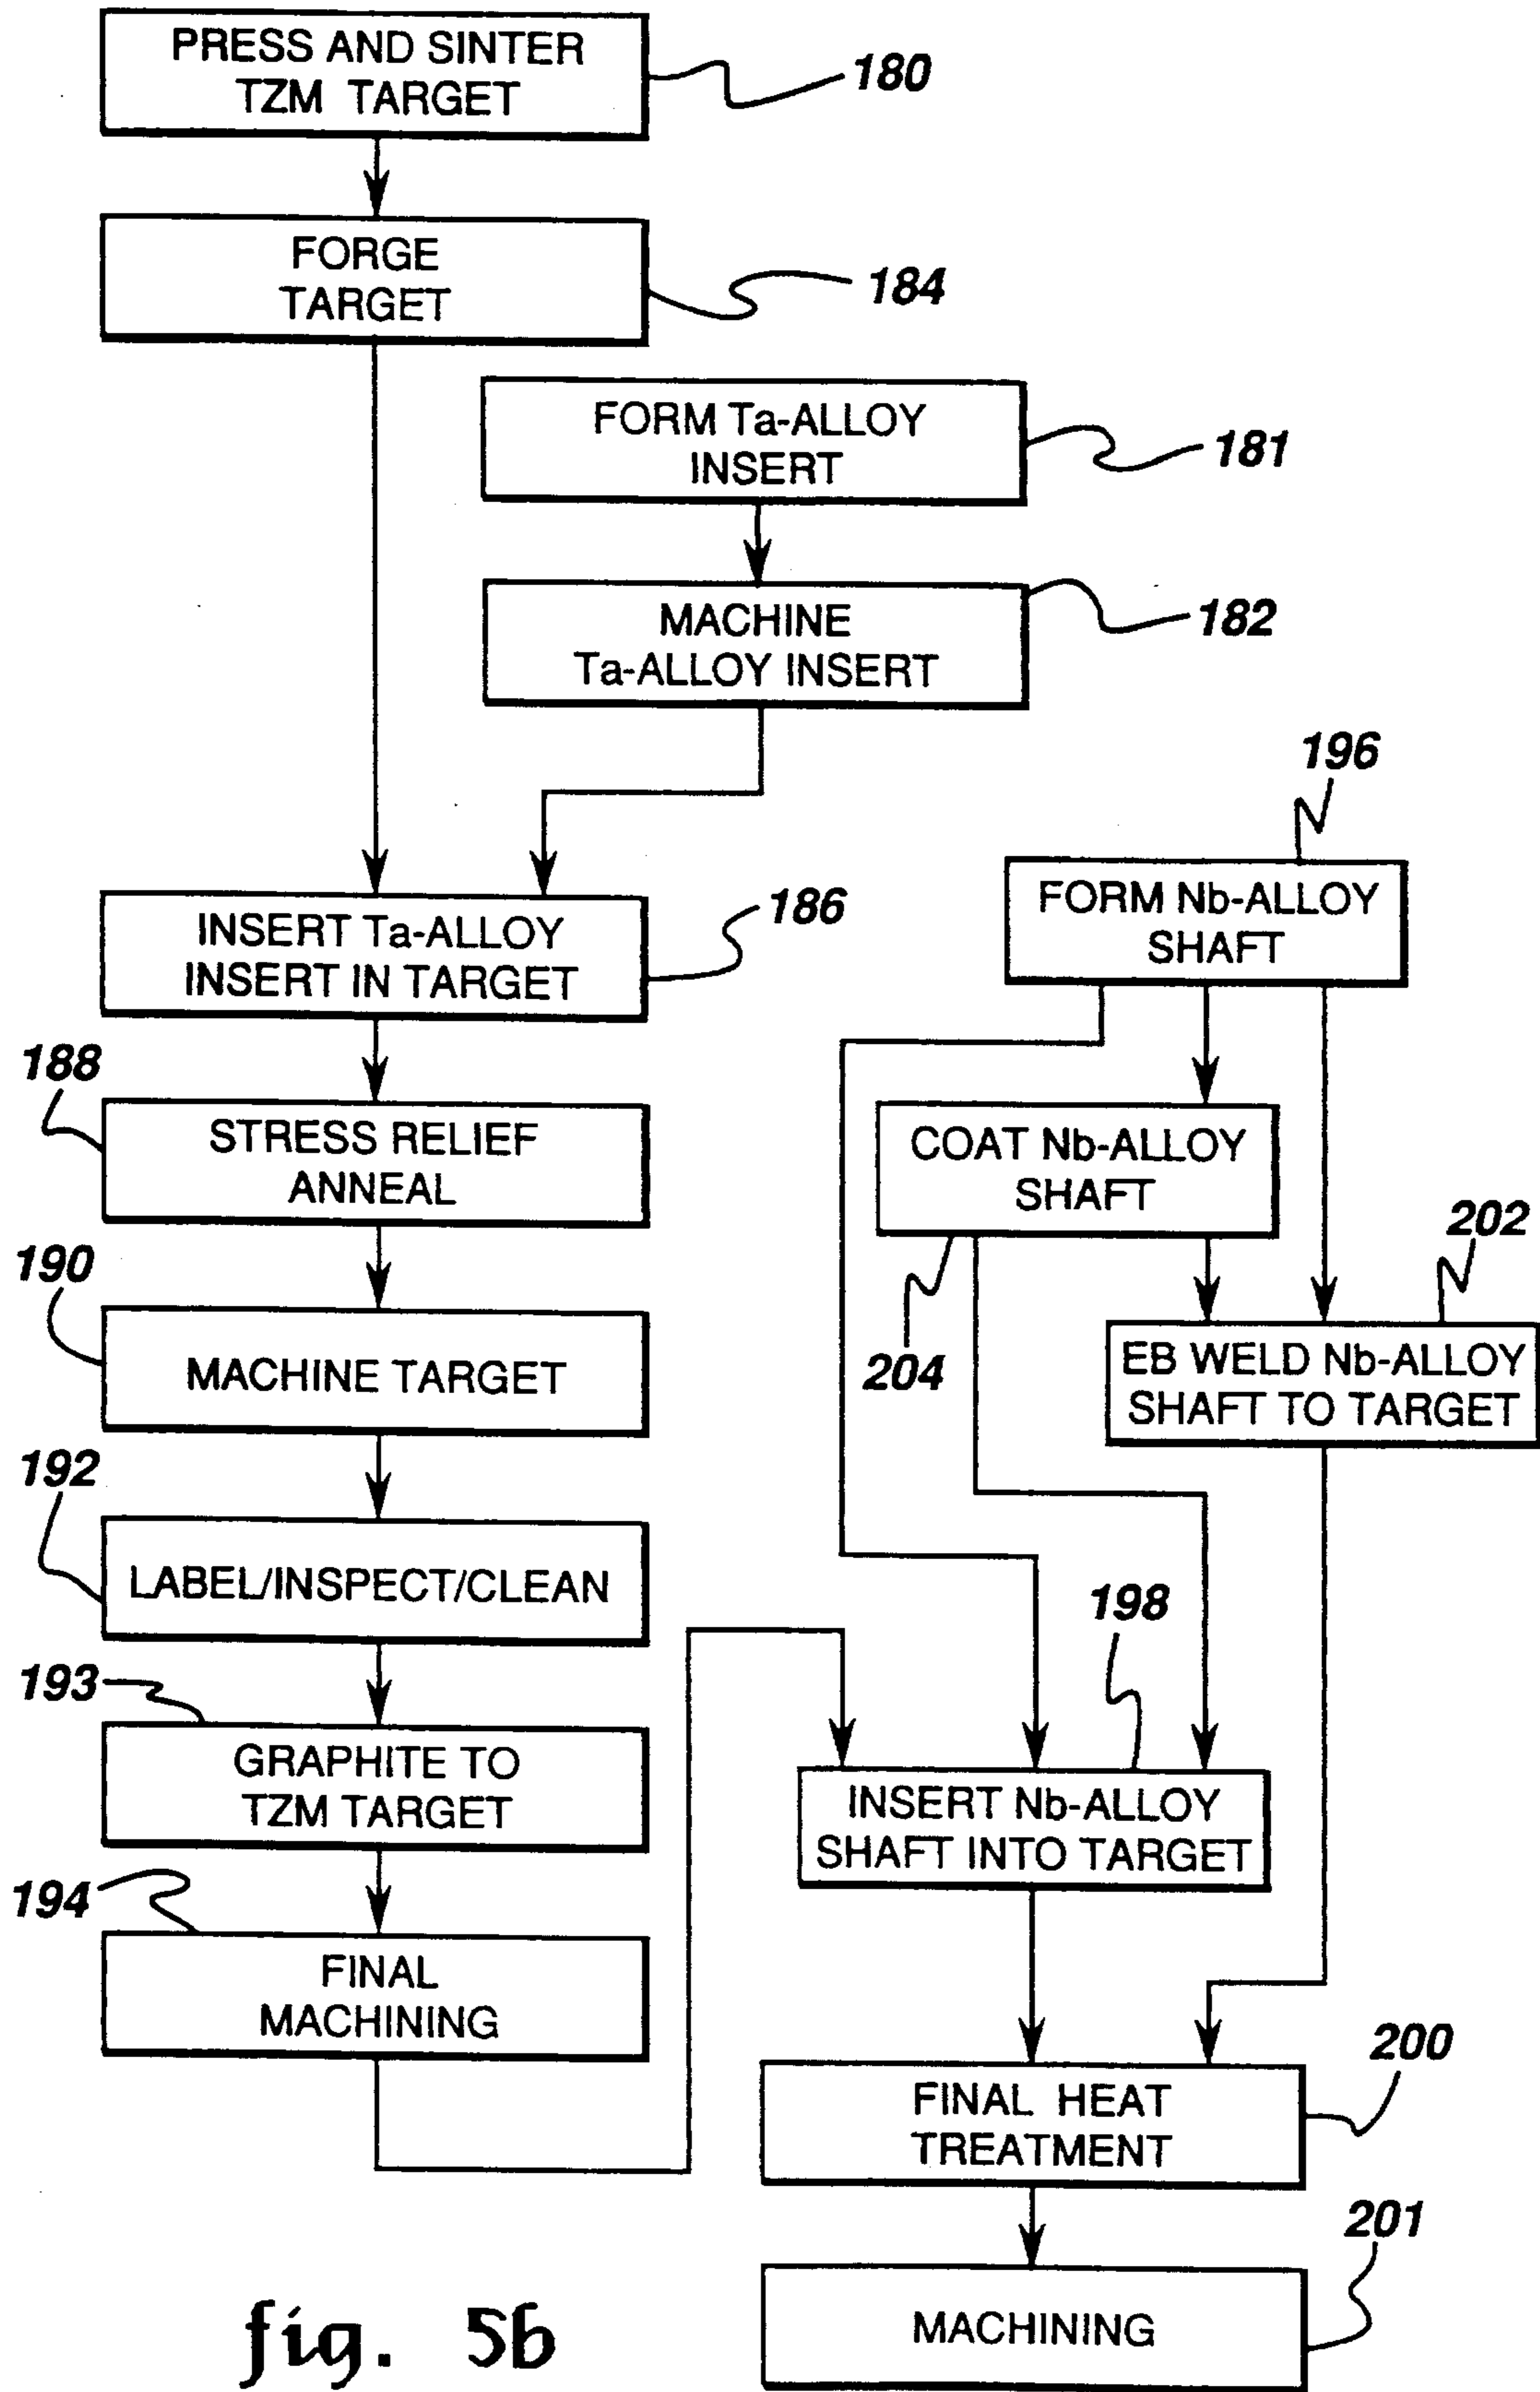 PRESS AND SINTER
TZM TARGET
180
FORGE
TARGET
184
FORM Ta-ALLOY
INSERT
181
MACHINE
Ta-ALLOY INSERT
182
196
INSERT Ta-ALLOY
INSERT IN TARGET
186
FORM Nb-ALLOY
SHAFT
188
STRESS RELIEF
ANNEAL
COAT Nb-ALLOY
SHAFT
202
190
MACHINE TARGET
204
EB WELD Nb-ALLOY
SHAFT TO TARGET
192
LABEL/INSPECT/CLEAN
198
193
GRAPHITE TO
TZM TARGET
INSERT Nb-ALLOY
SHAFT INTO TARGET
194
FINAL
MACHINING
200
FINAL HEAT
TREATMENT
201
MACHINING
fig. 5b